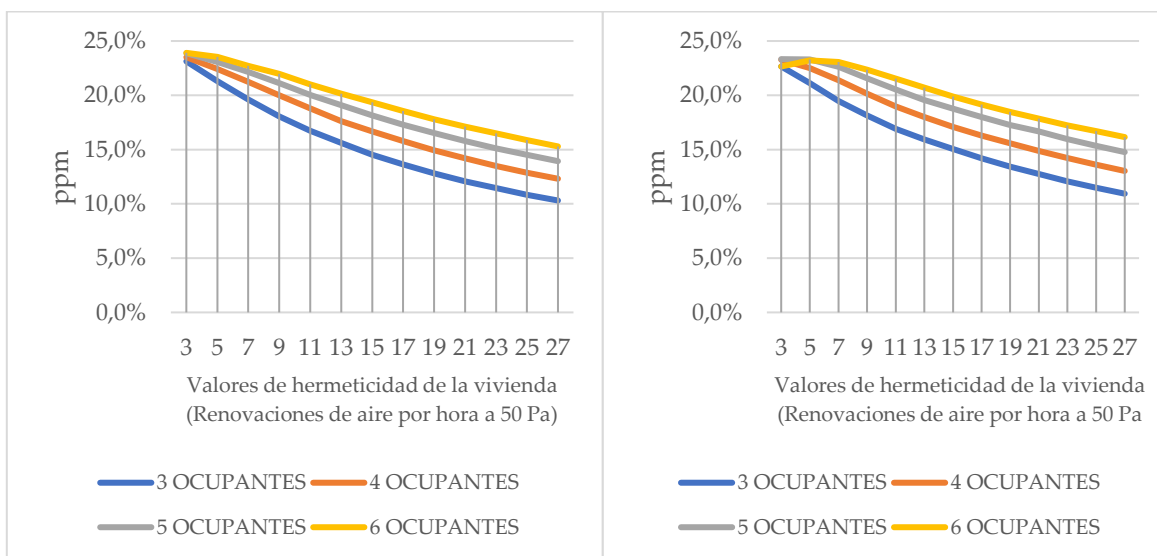 25,0%
20,0%
15,0%
10,0%
5,0%
0,0%
ppm
3 5 7 9 11 13 15 17 19 21 23 25 27
Valores de hermeticidad de la vivienda
(Renovaciones de aire por hora a 50 Pa)
3 OCUPANTES 4 OCUPANTES
5 OCUPANTES 6 OCUPANTES
25,0%
20,0%
15,0%
10,0%
5,0%
0,0%
ppm
3 5 7 9 11 13 15 17 19 21 23 25 27
Valores de hermeticidad de la vivienda
(Renovaciones de aire por hora a 50 Pa
3 OCUPANTES 4 OCUPANTES
5 OCUPANTES 6 OCUPANTES